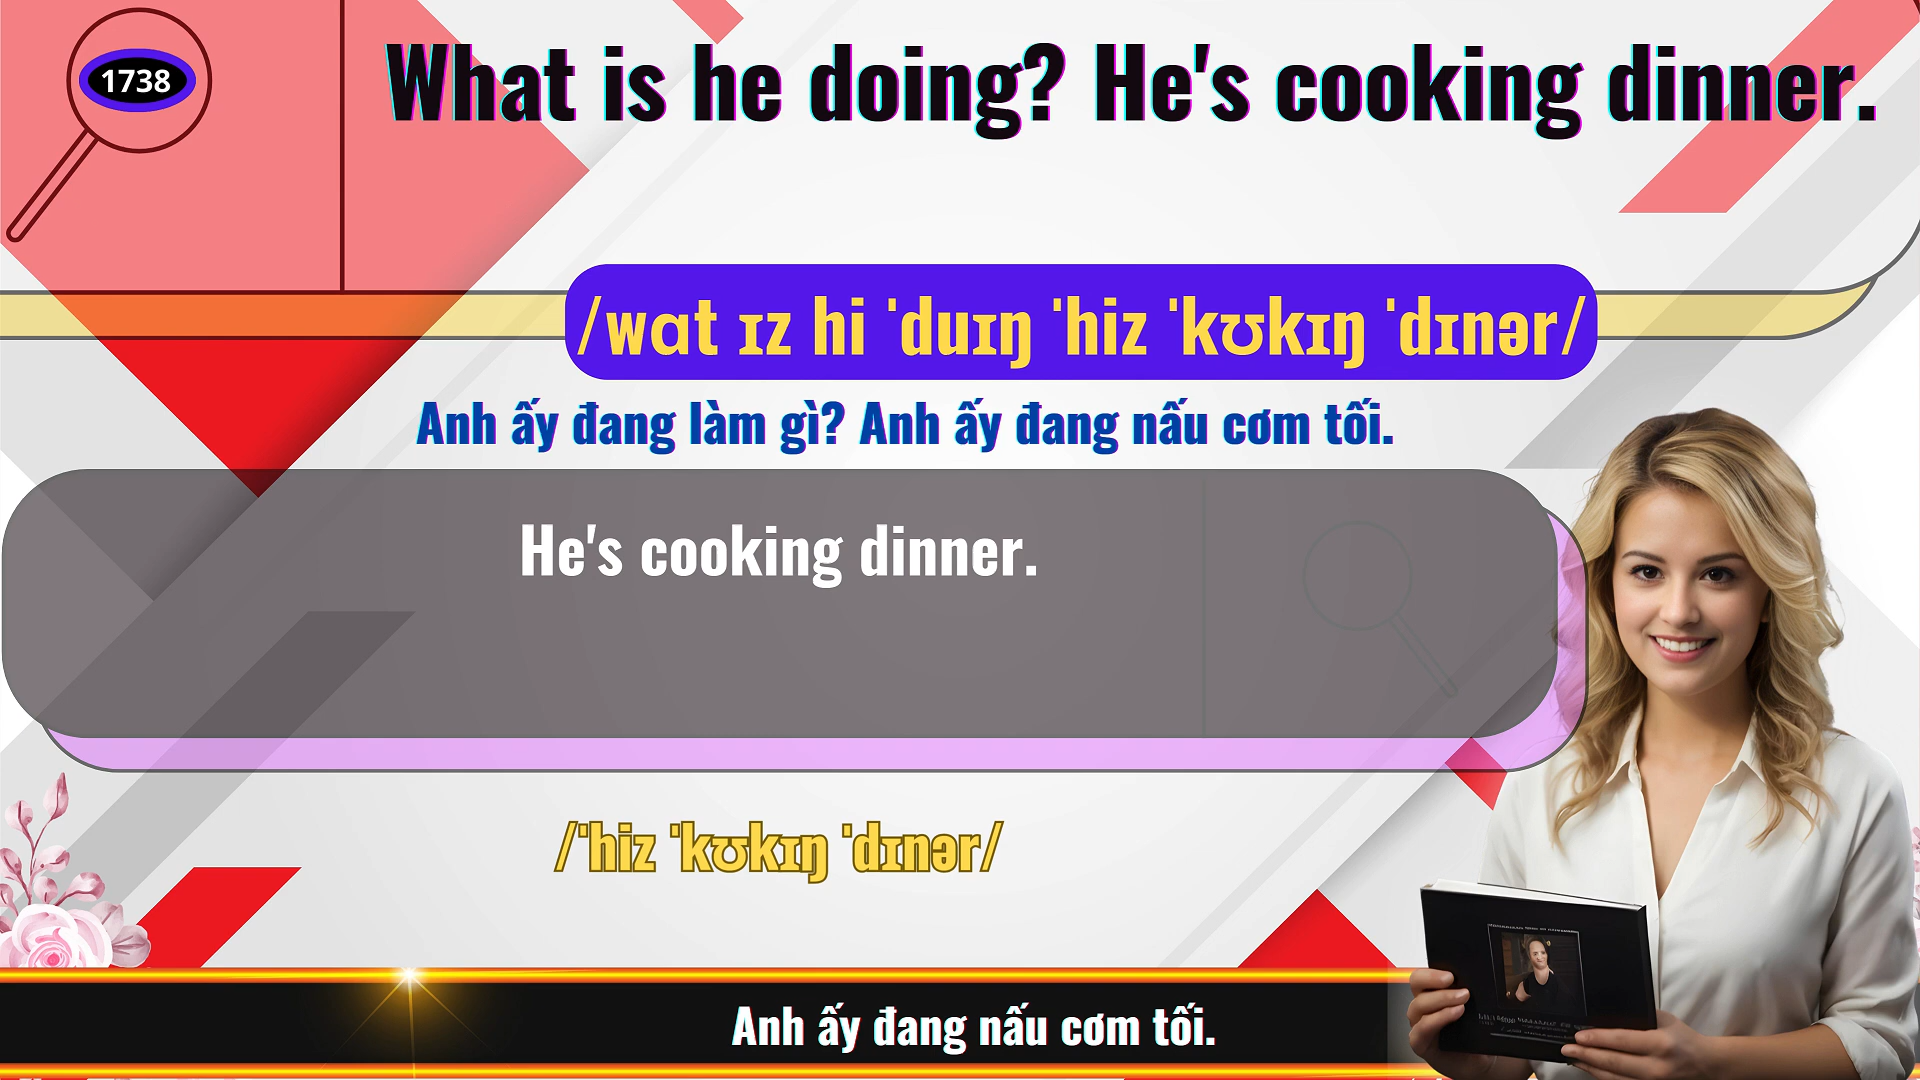 1738
What is he doing? He's cooking dinner.
/wɑt ɪz hi ˈduɪŋ ˈhiz ˈkʊkɪŋ ˈdɪnər/
Anh ấy đang làm gì? Anh ấy đang nấu cơm tối.
He's cooking dinner.
/ˈhiz ˈkʊkɪŋ ˈdɪnər/
Anh ấy đang nấu cơm tối.